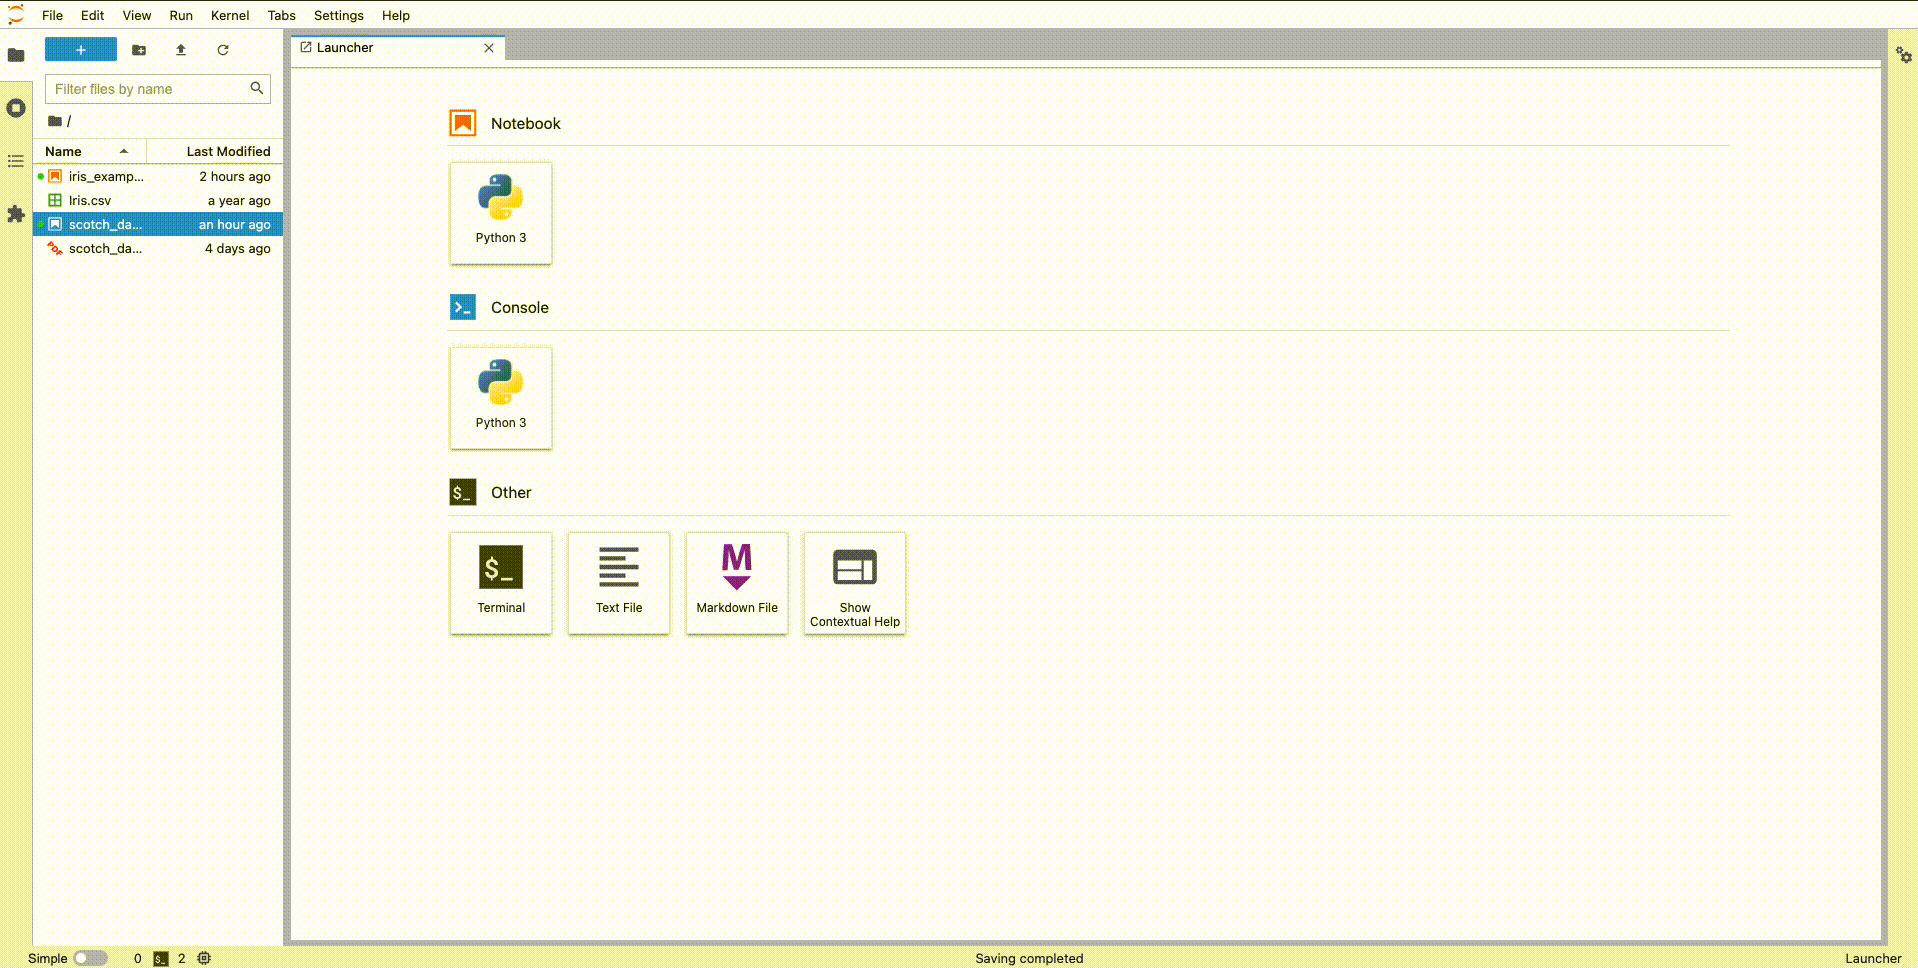 File Edit View Run Kernel Tabs Settings Help
+
Launcher
Filter files by name
/
Name Last Modified
iris_examp... 2 hours ago
Iris.csv a year ago
scotch_da... an hour ago
scotch_da... 4 days ago
Notebook
Python 3
Console
Python 3
$_ Other
$_
Terminal
Text File
M
Markdown File
Show
Contextual Help
Simple 0 $_ 2 Saving completed Launcher